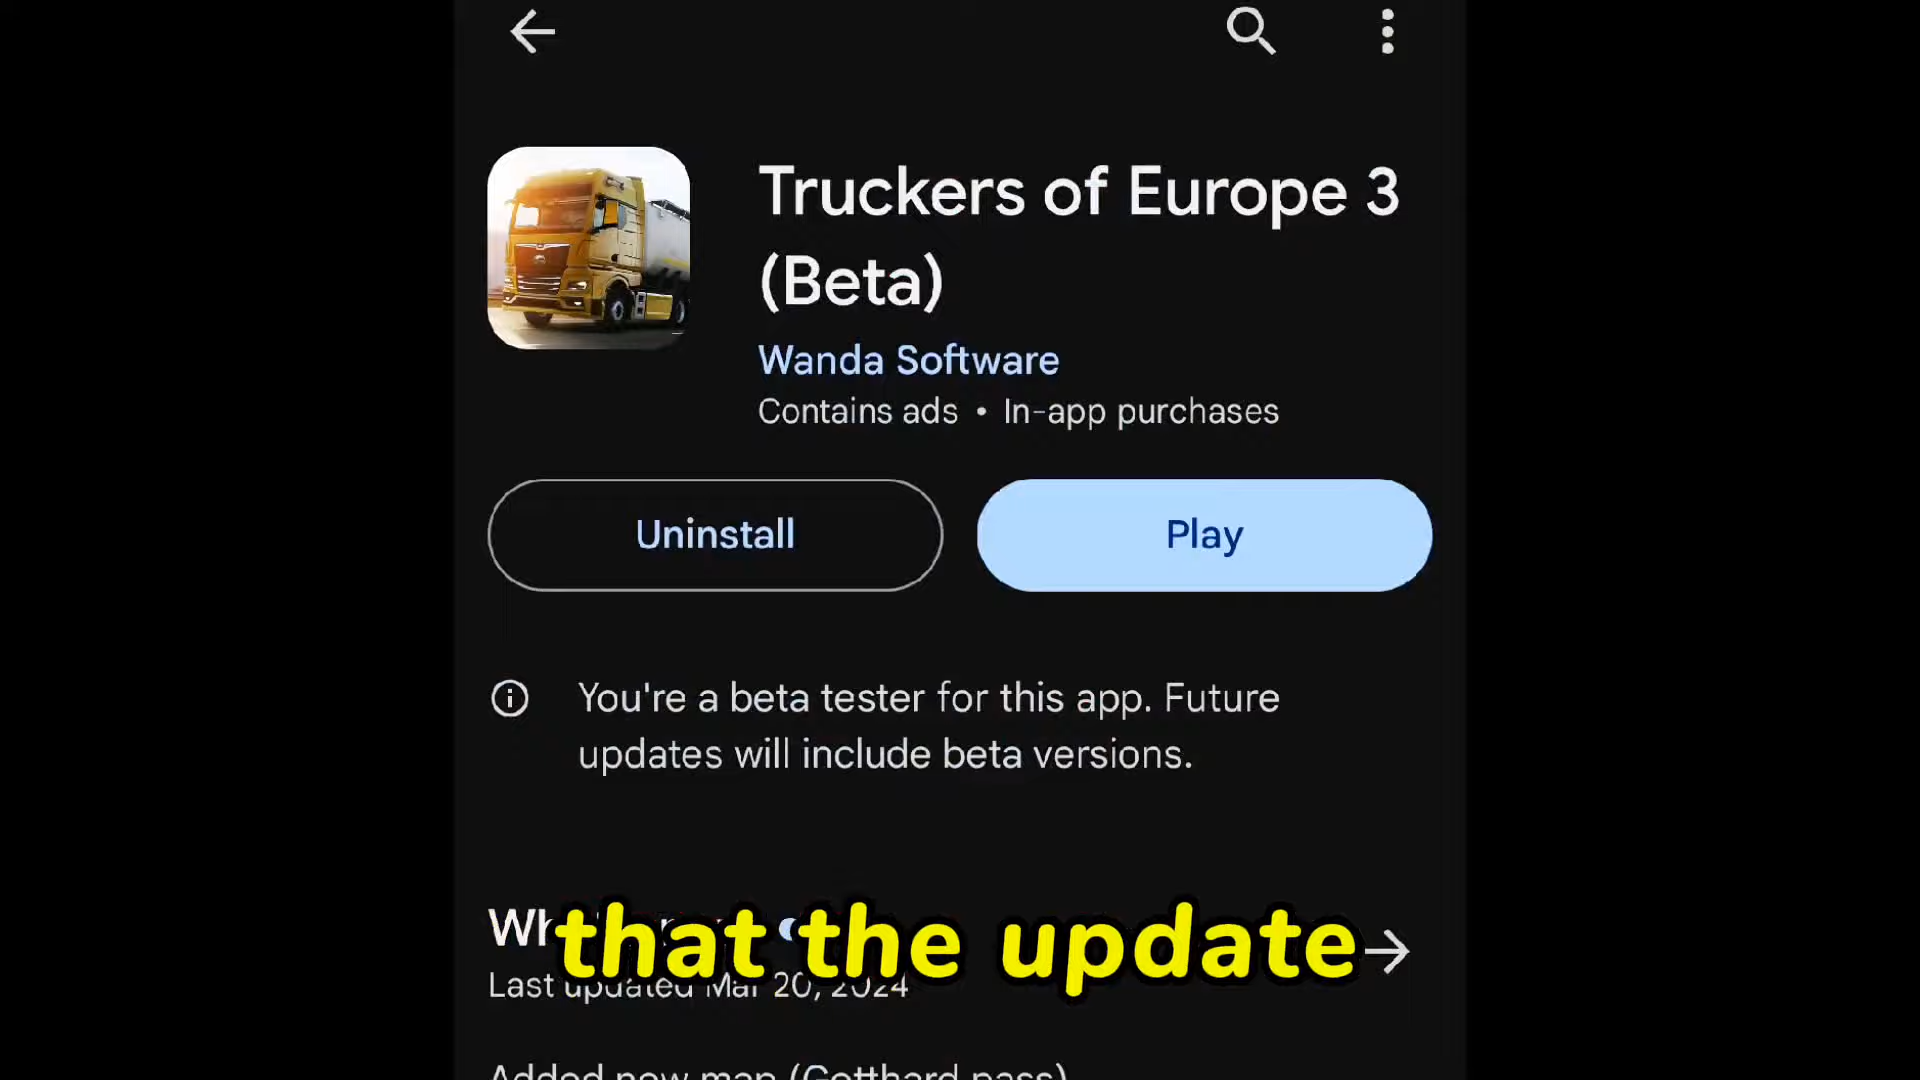 Truckers of Europe 3
(Beta)
Wanda Software
Contains ads • In-app purchases
Uninstall
Play
You're a beta tester for this app. Future
updates will include beta versions.
that the update
Last updated Mar 20, 2024
Added new map (Gotthard pass)